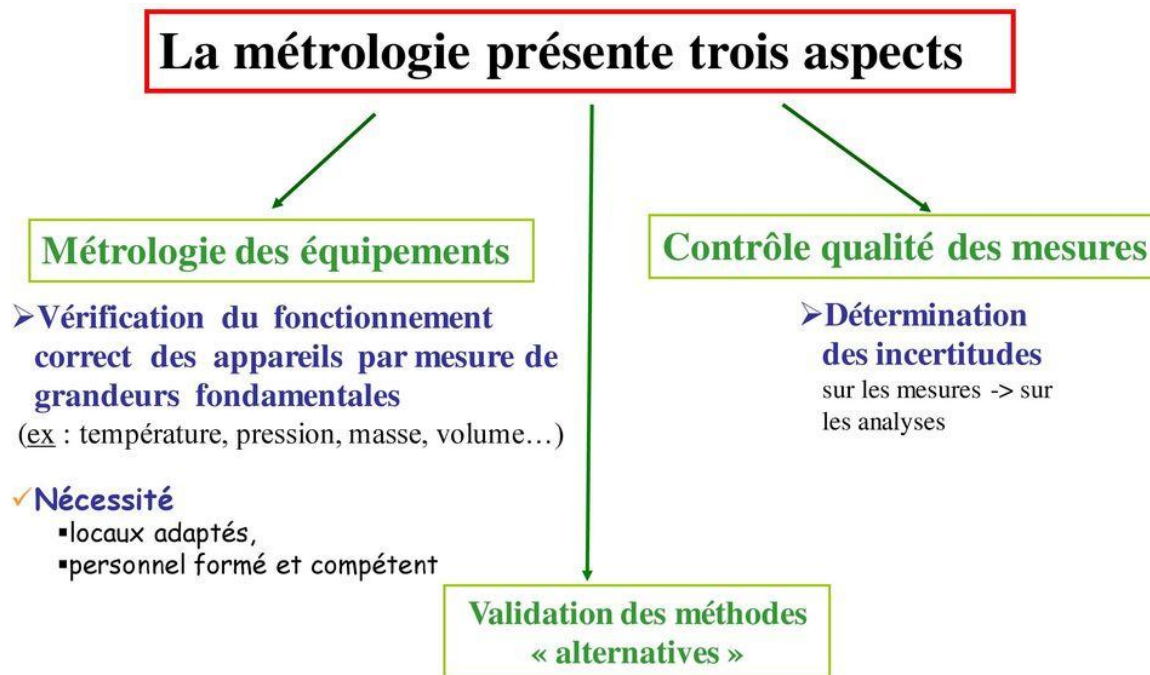 La métrologie présente trois aspects
Métrologie des équipements
➢Vérification du fonctionnement
correct des appareils par mesure de
grandeurs fondamentales
(ex : température, pression, masse, volume…)
✓Nécessité
▪locaux adaptés,
▪personnel formé et compétent
Contrôle qualité des mesures
➢Détermination
des incertitudes
sur les mesures -> sur
les analyses
Validation des méthodes
« alternatives »